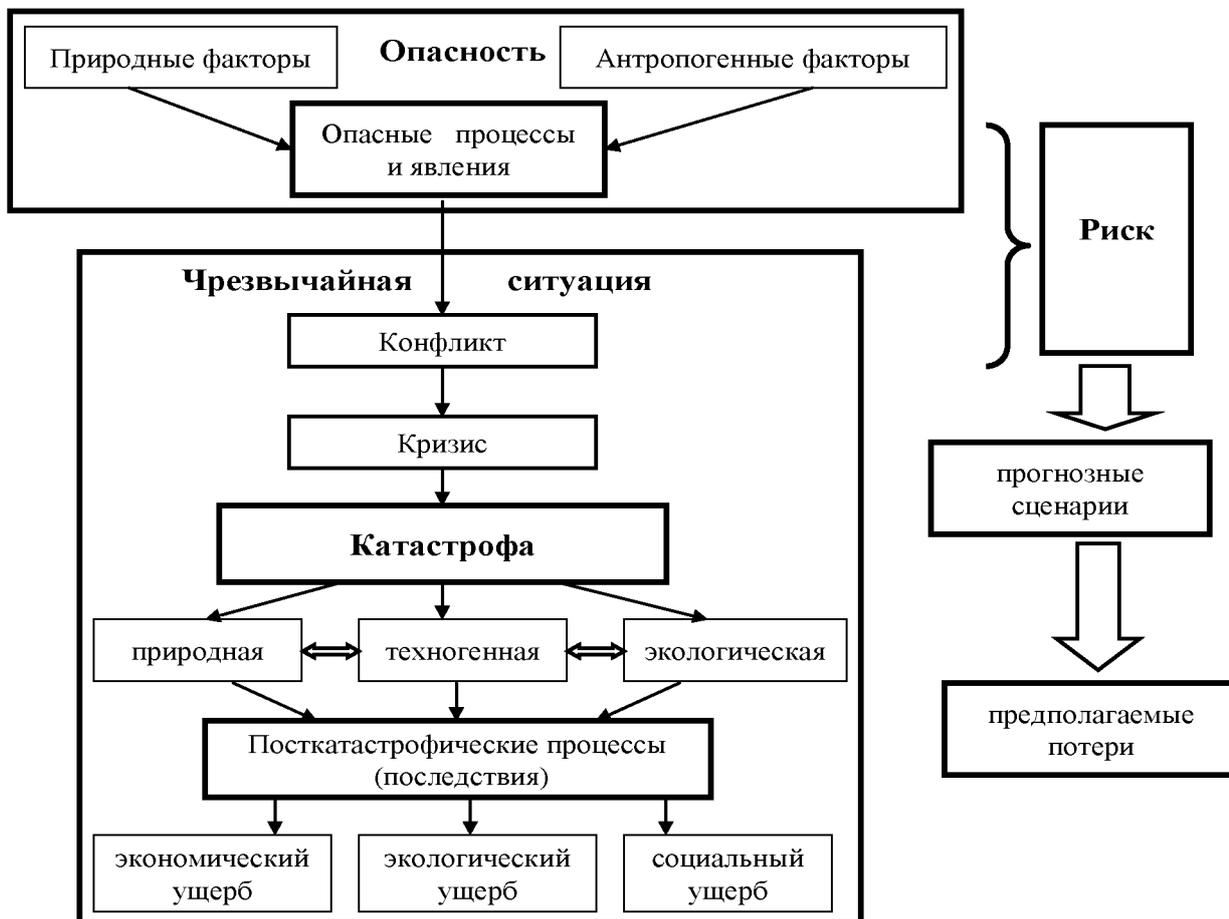 Опасность
Природные факторы
Антропогенные факторы
Опасные процессы
и явления
Риск
Чрезвычайная ситуация
Конфликт
Кризис
Катастрофа
прогнозные
сценарии
природная
техногенная
экологическая
предполагаемые
потери
Посткатастрофические процессы
(последствия)
экономический
ущерб
экологический
ущерб
социальный
ущерб